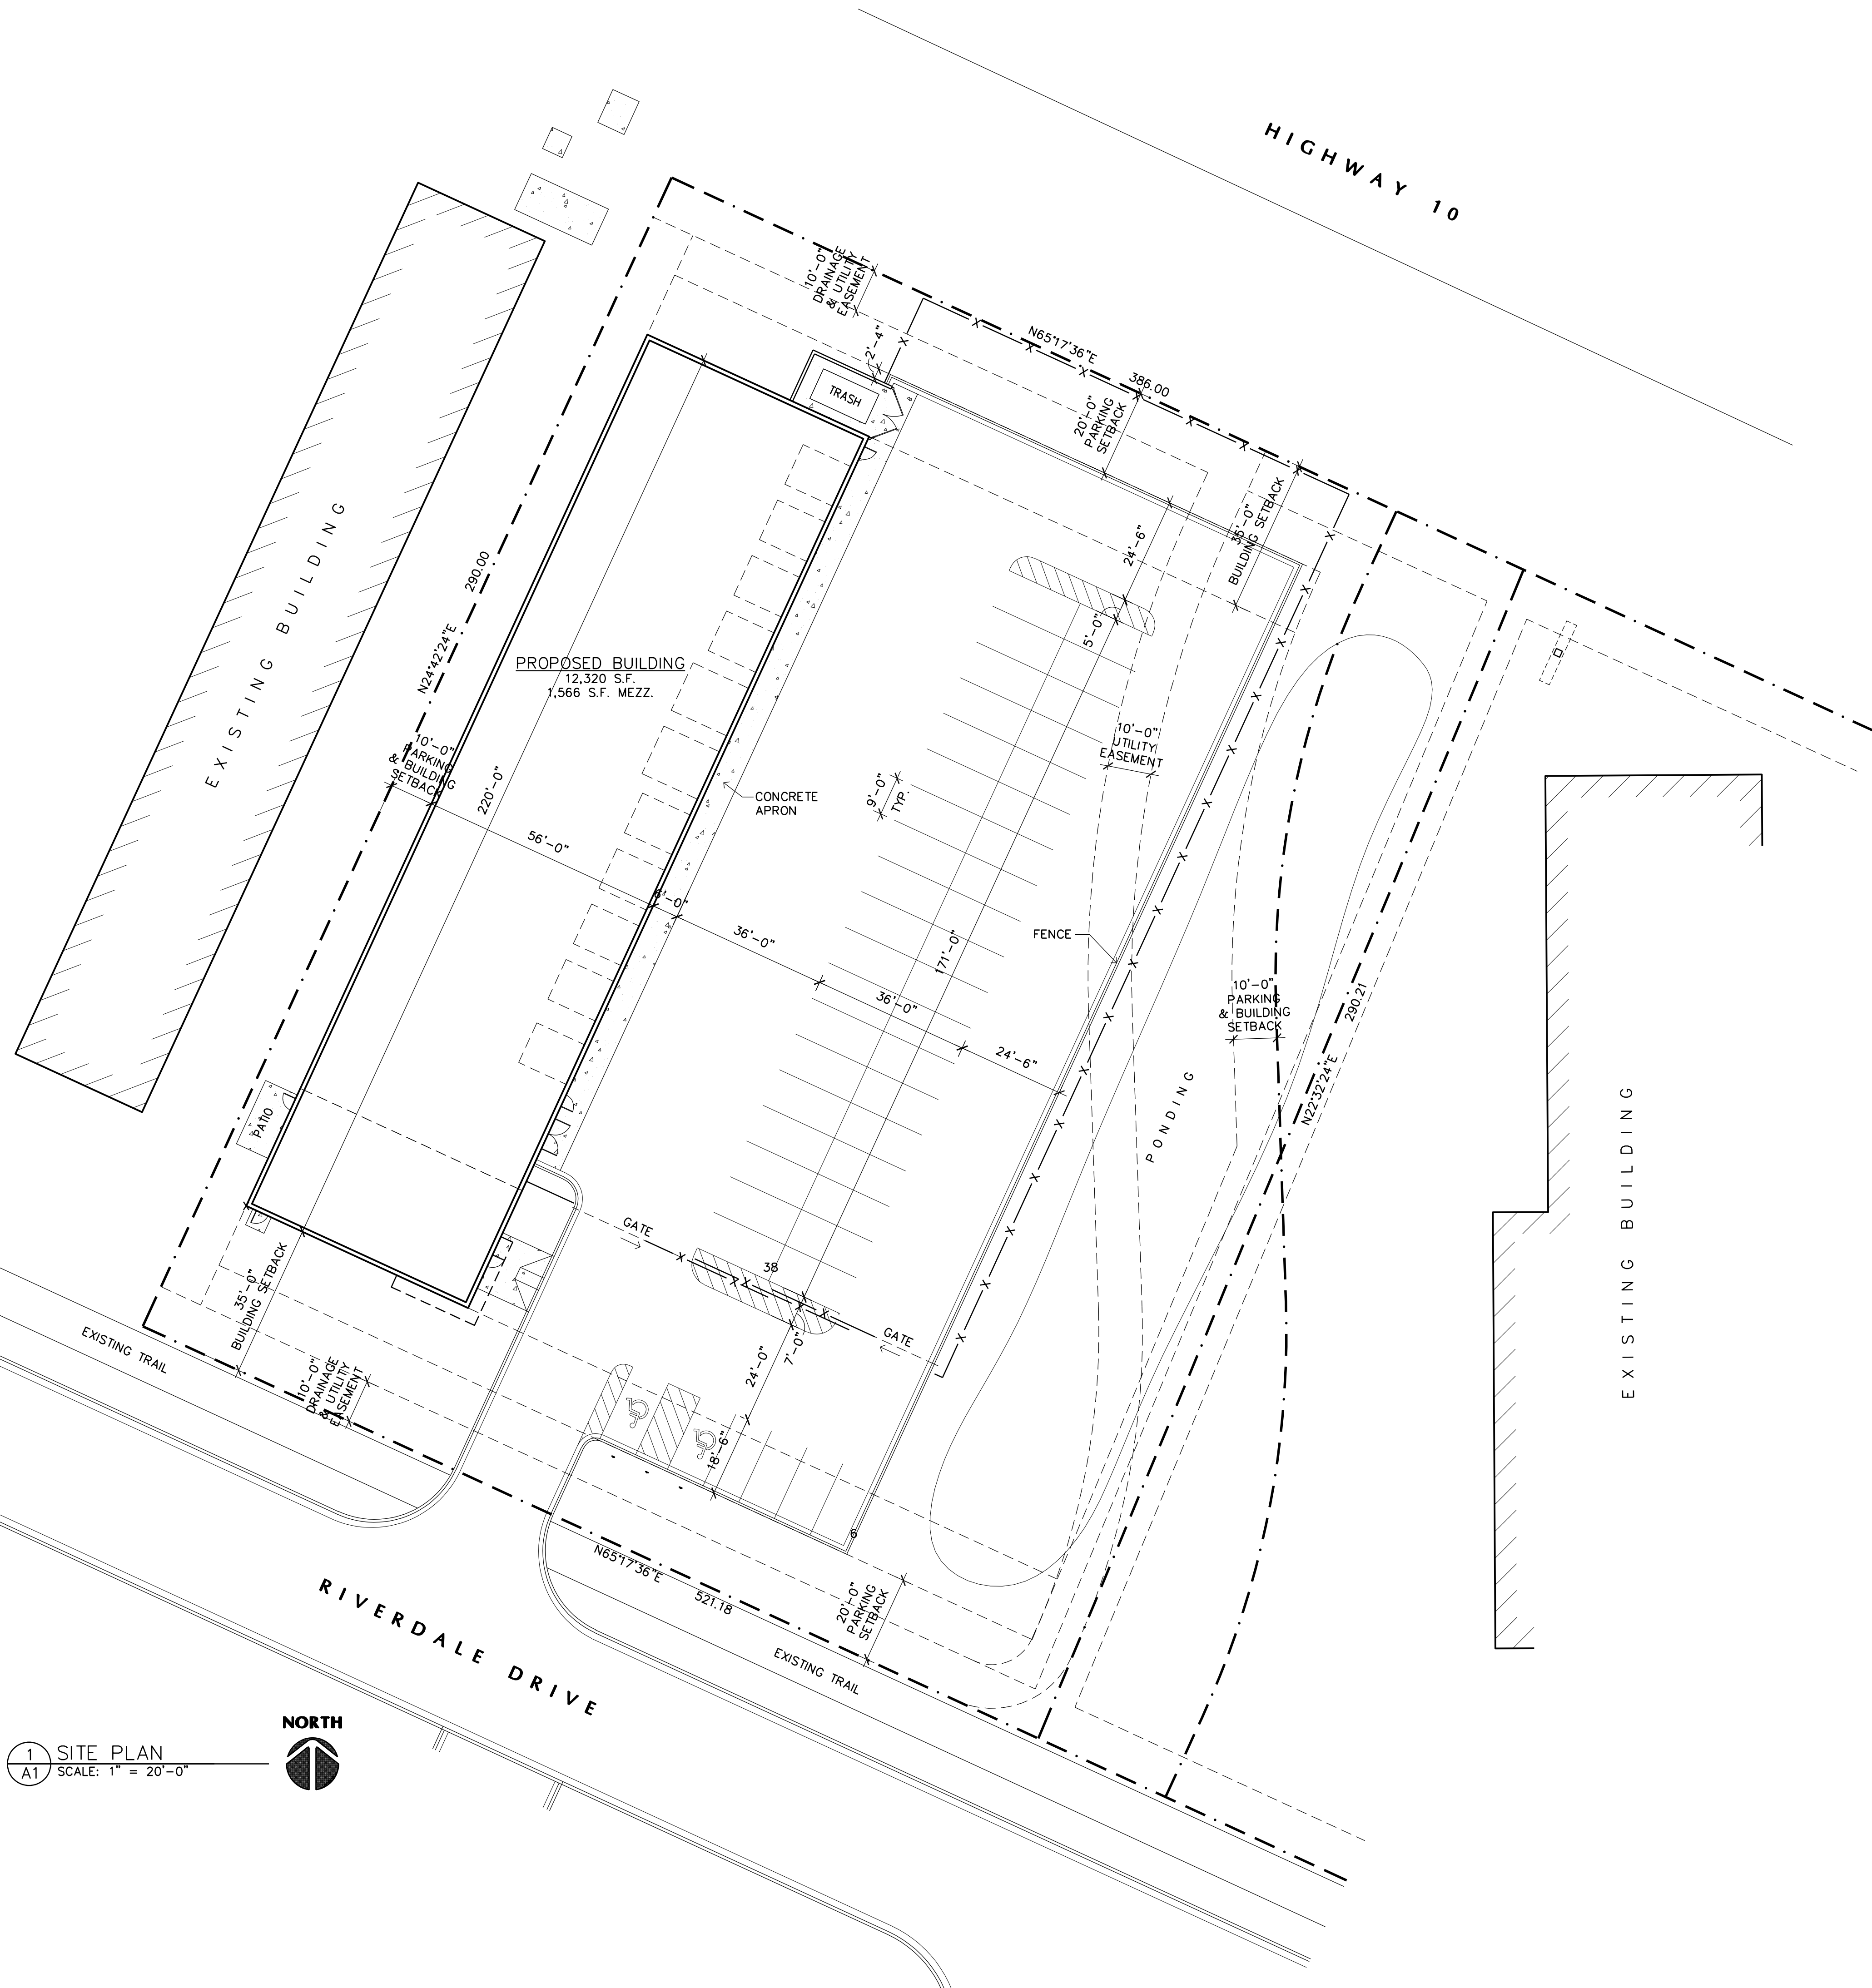 HIGHWAY 10
10'-0"
DRAINAGE
& UTILITY
EASEMENT
N65°17'36"E
386.00
2'-4"
TRASH
20'-0"
PARKING
SETBACK
35'-0"
BUILDING SETBACK
24'-6"
5'-0"
EXISTING BUILDING
290.00
N24°42'24"E
PROPOSED BUILDING
12,320 S.F.
1,566 S.F. MEZZ.
10'-0"
PARKING
& BUILDING
SETBACK
220'-0"
56'-0"
CONCRETE
APRON
9'-0"
TYP.
10'-0"
UTILITY
EASEMENT
36'-0"
171'-0"
FENCE
36'-0"
24'-6"
10'-0"
PARKING
& BUILDING
SETBACK
290.21
N22°32'24"E
PONDING
EXISTING BUILDING
PATIO
GATE
38
GATE
7'-0"
24'-0"
18'-6"
6
35'-0"
BUILDING SETBACK
EXISTING TRAIL
10'-0"
DRAINAGE
& UTILITY
EASEMENT
N65°17'36"E
521.18
20'-0"
PARKING
SETBACK
EXISTING TRAIL
RIVERDALE DRIVE
NORTH
1
A1
SITE PLAN
SCALE: 1" = 20'-0"